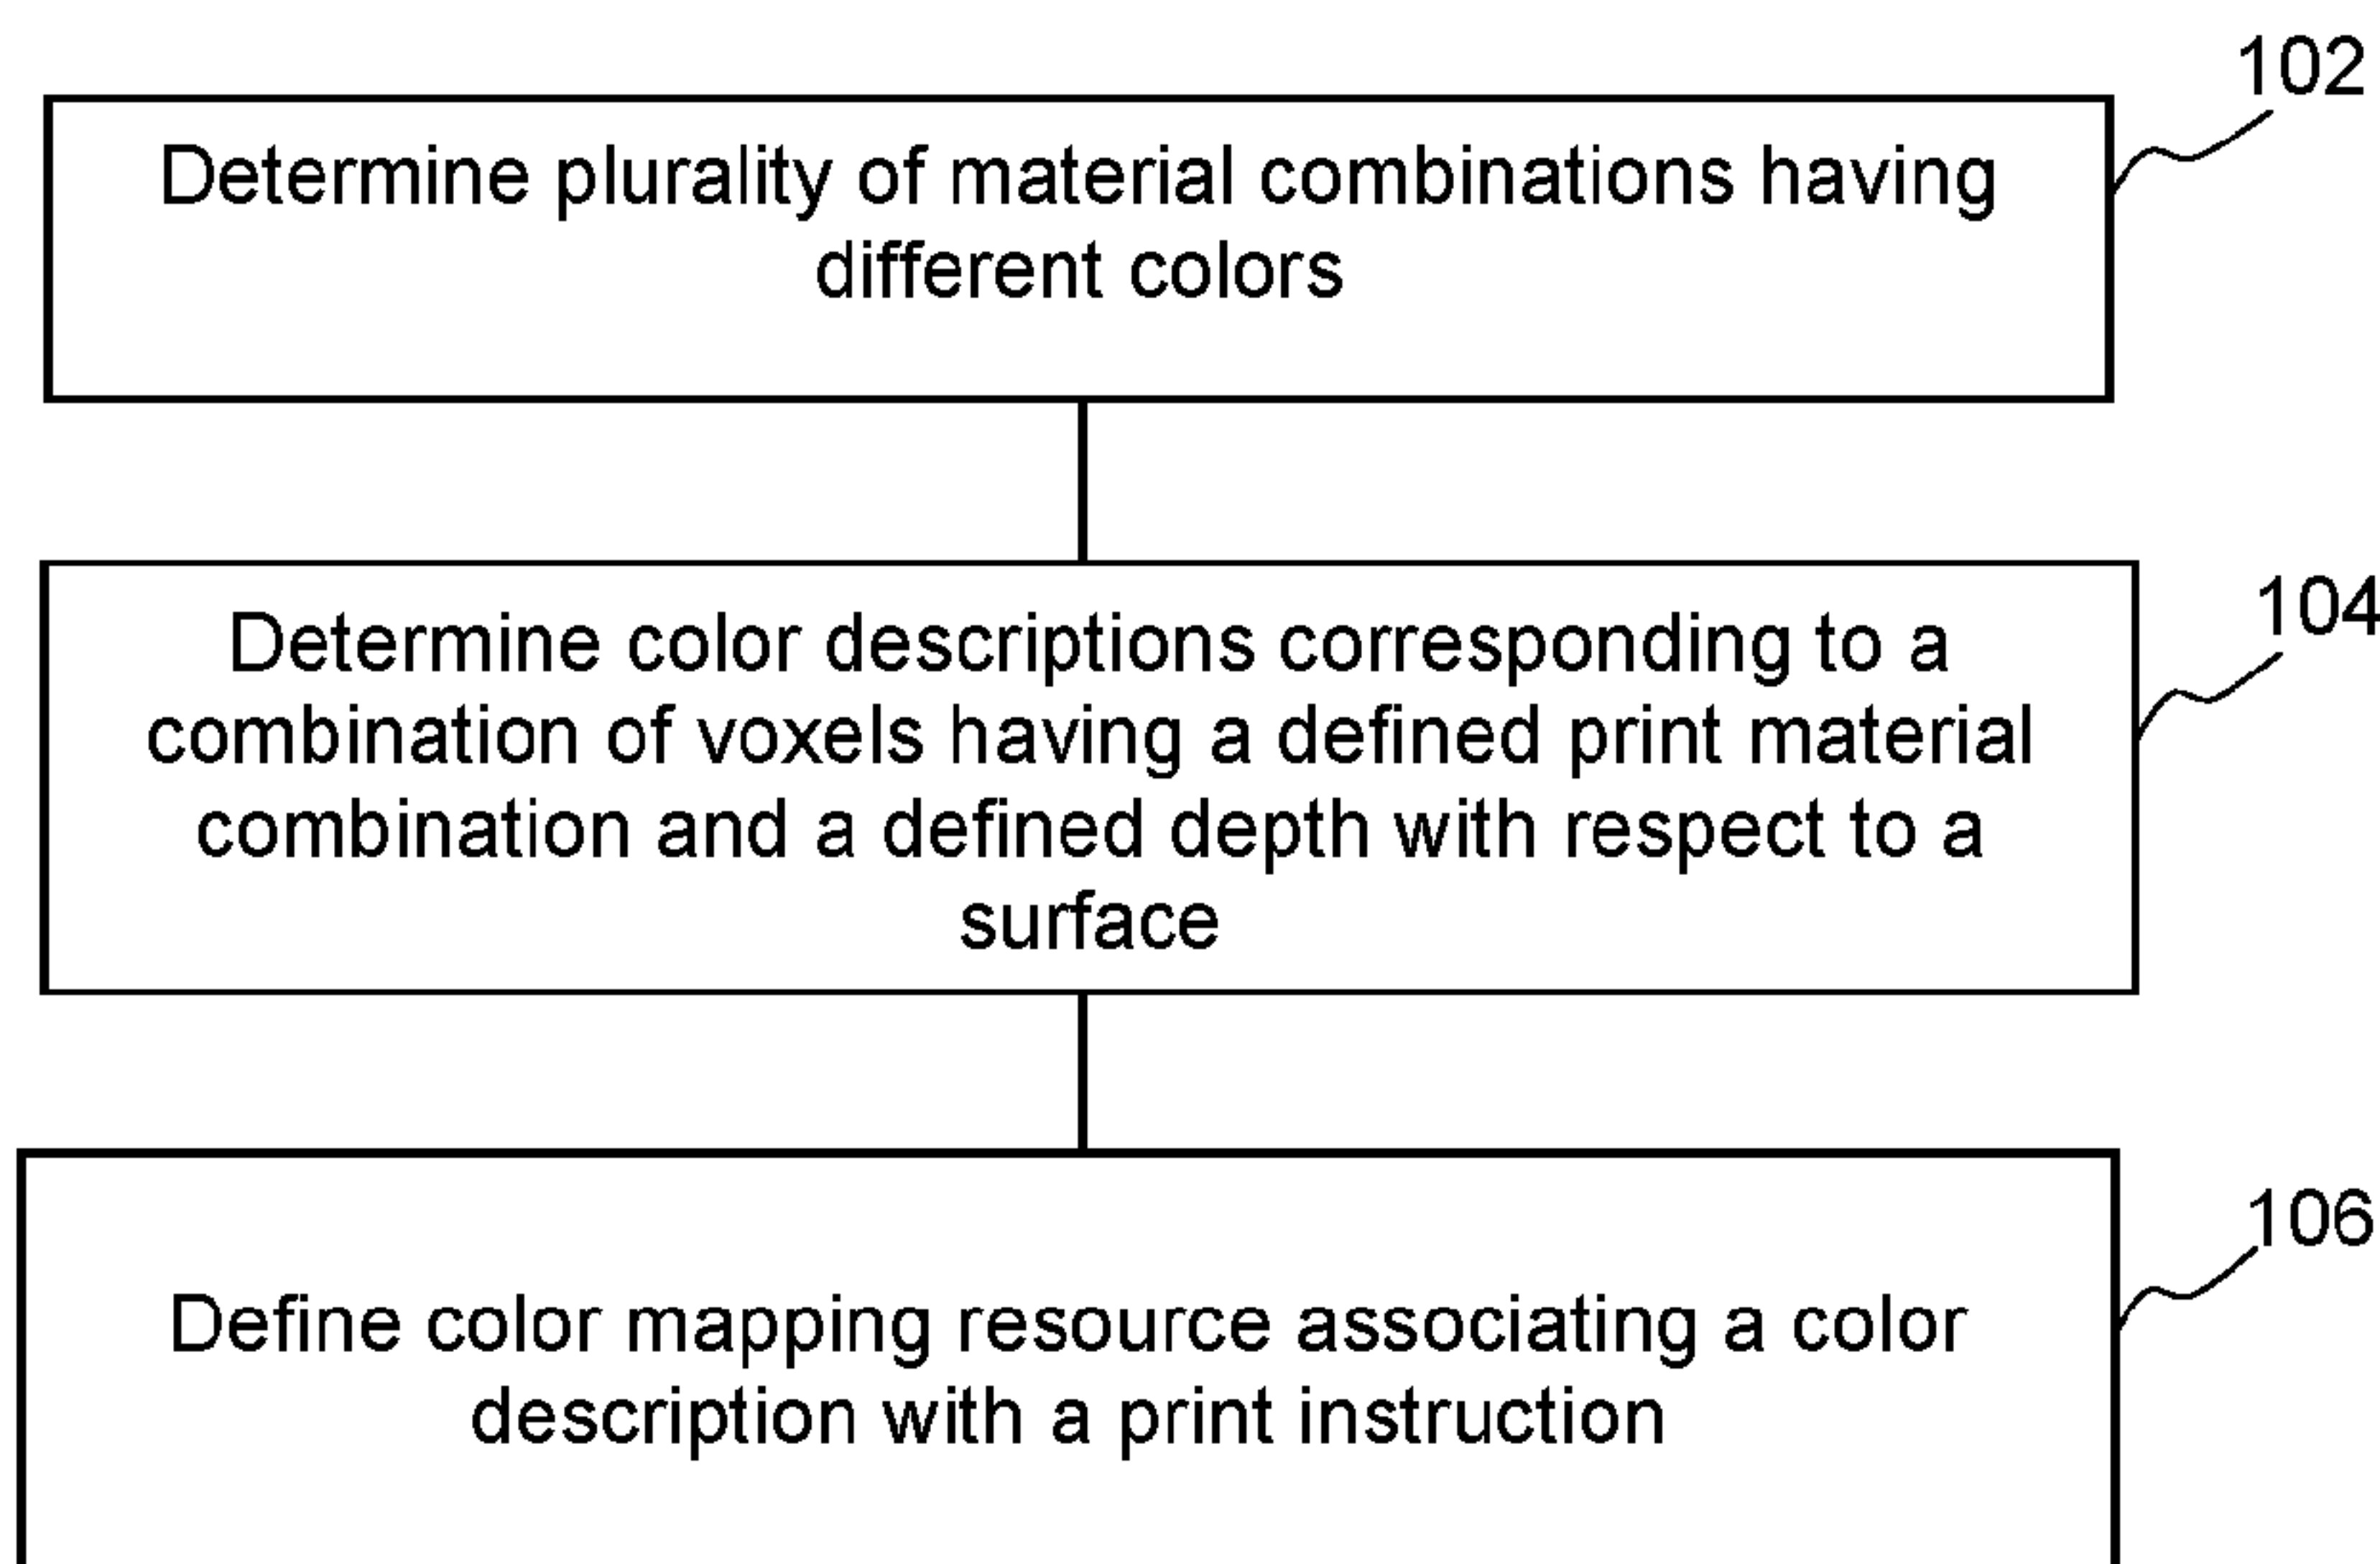 102
Determine plurality of material combinations having
different colors
104
Determine color descriptions corresponding to a
combination of voxels having a defined print material
combination and a defined depth with respect to a
surface
106
Define color mapping resource associating a color
description with a print instruction